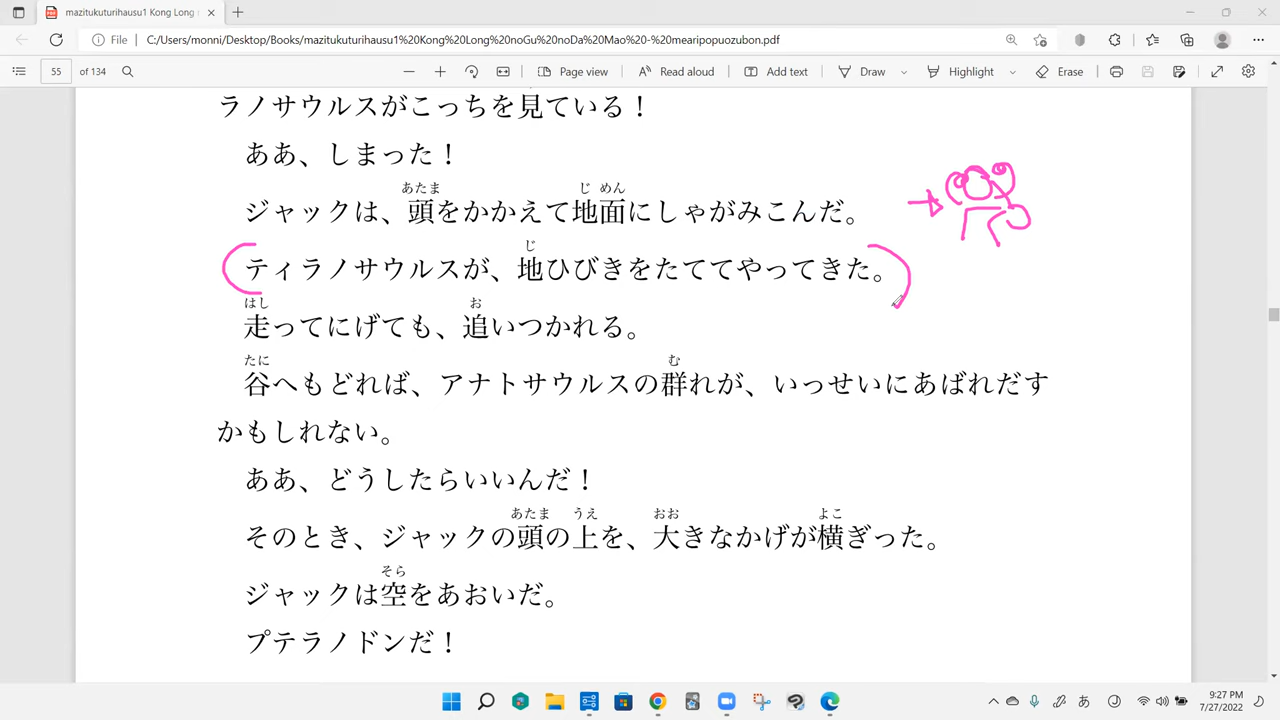 mazitukuturihausu1 Kong Long
File
C:/Users/monni/Desktop/Books/mazitukuturihausu1%20Kong%20Long%20noGu%20noDa%20Mao%20-%20mearipopuozubon.pdf
55 of 134
Page view
Read aloud
Add text
Draw
Highlight
Erase
ラノサウルスがこっちを見ている！
ああ、しまった！
あたま じ めん
ジャックは、頭をかかえて地面にしゃがみこんだ。
じ
ティラノサウルスが、地ひびきをたててやってきた。
はし お
走ってにげても、追いつかれる。
たに む
谷へもどれば、アナトサウルスの群れが、いっせいにあばれだす
かもしれない。
ああ、どうしたらいいんだ！
あたま うえ おお よこ
そのとき、ジャックの頭の上を、大きなかげが横ぎった。
そら
ジャックは空をあおいだ。
プテラノドンだ！
あ
9:27 PM
7/27/2022